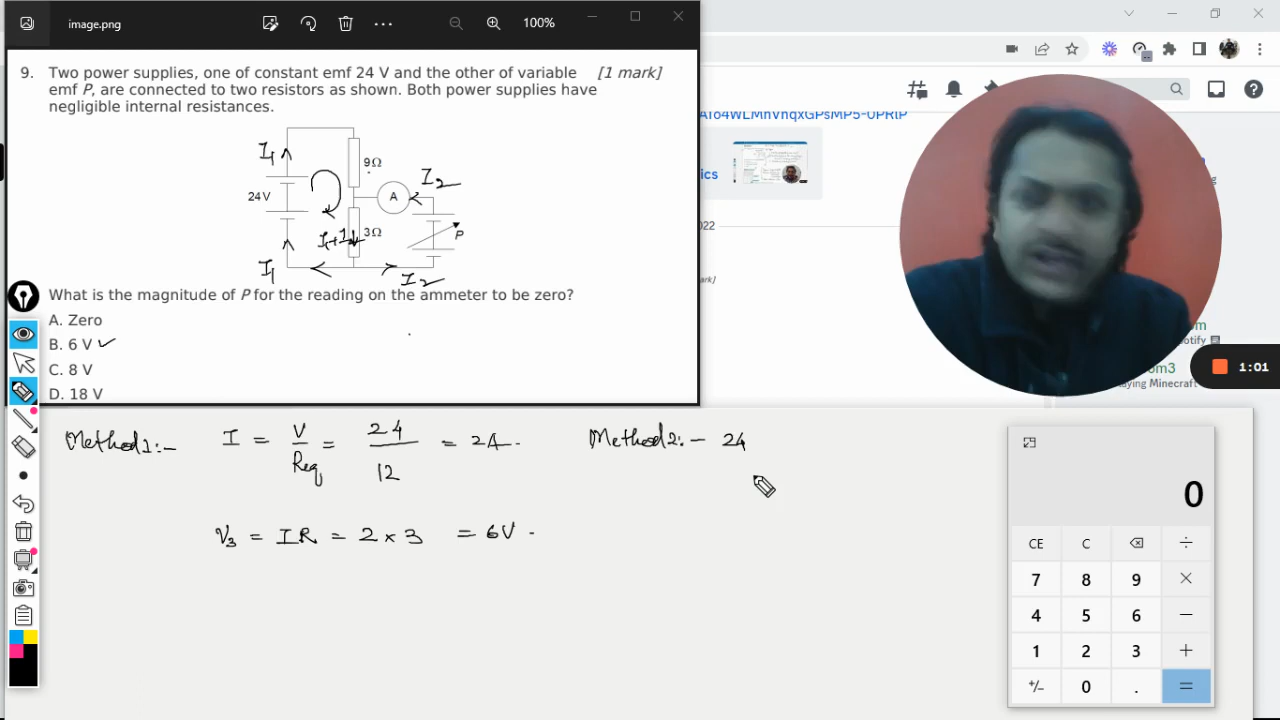 image.png
100%
9. Two power supplies, one of constant emf 24 V and the other of variable [1 mark]
emf P, are connected to two resistors as shown. Both power supplies have
negligible internal resistances.
I1
9Ω
I2
24 V
A
I1+I2
3Ω
P
I1
I2
What is the magnitude of P for the reading on the ammeter to be zero?
A. Zero
B. 6 V ✓
C. 8 V
D. 18 V
ics
2022
1:01
Method1:- I = V/Req = 24/12 = 2A.
Method2:- 24
V3 = IR = 2 × 3 = 6V
0
CE C ⌫ ÷
7 8 9 ×
4 5 6 −
1 2 3 +
+/- 0 . =